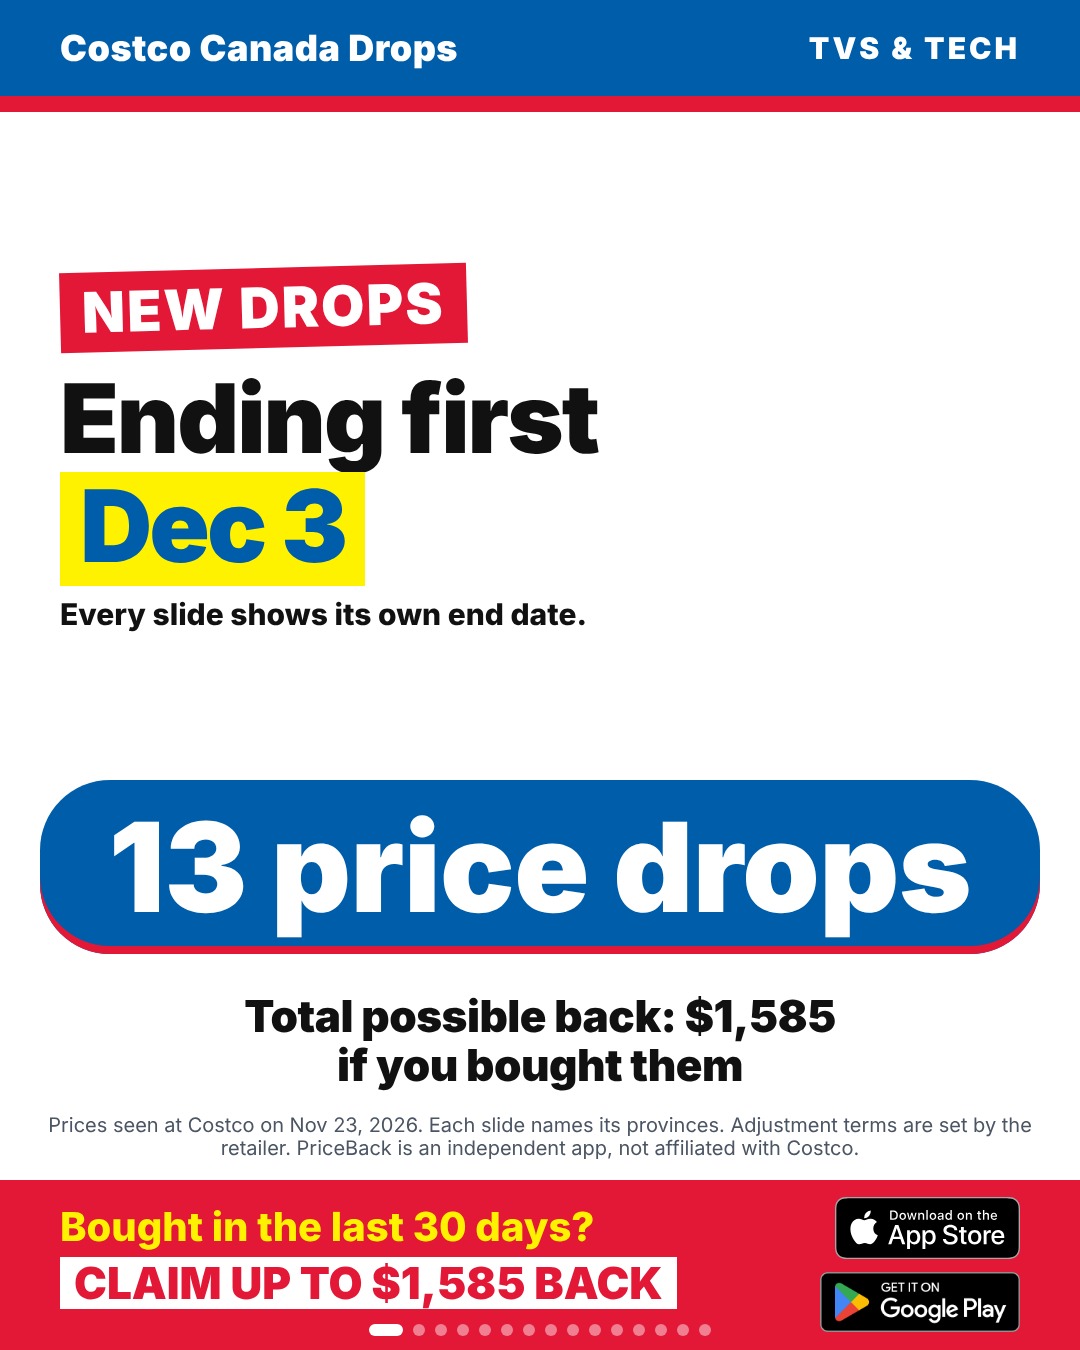 Costco Canada Drops
TVS & TECH
NEW DROPS
Ending first
Dec 3
Every slide shows its own end date.
13 price drops
Total possible back: $1,585
if you bought them
Prices seen at Costco on Nov 23, 2026. Each slide names its provinces. Adjustment terms are set by the
retailer. PriceBack is an independent app, not affiliated with Costco.
Bought in the last 30 days?
CLAIM UP TO $1,585 BACK
Download on the
App Store
GET IT ON
Google Play